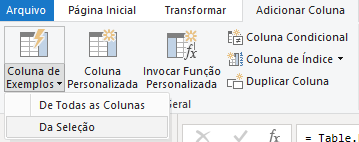 Arquivo Página Inicial Transformar Adicionar Coluna
Coluna de Exemplos
Coluna Personalizada
Invocar Função Personalizada
Coluna Condicional
Coluna de Índice
Duplicar Coluna
De Todas as Colunas
Da Seleção
= Table.